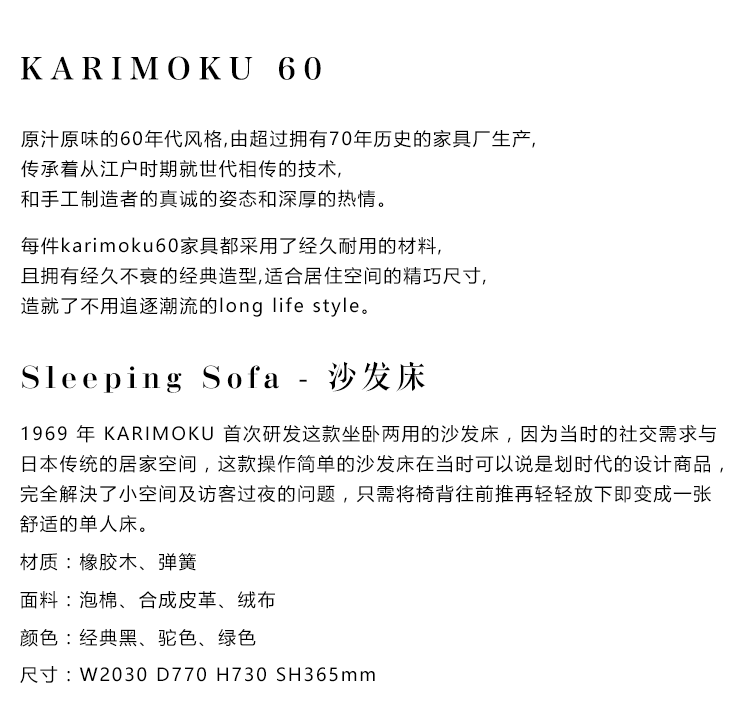 KARIMOKU 60
原汁原味的60年代风格,由超过拥有70年历史的家具厂生产,
传承着从江户时期就世代相传的技术,
和手工制造者的真诚的姿态和深厚的热情。
每件karimoku60家具都采用了经久耐用的材料,
且拥有经久不衰的经典造型,适合居住空间的精巧尺寸,
造就了不用追逐潮流的long life style。
Sleeping Sofa - 沙发床
1969 年 KARIMOKU 首次研发这款坐卧两用的沙发床，因为当时的社交需求与
日本传统的居家空间，这款操作简单的沙发床在当时可以说是划时代的设计商品，
完全解決了小空间及访客过夜的问题，只需将椅背往前推再轻轻放下即变成一张
舒适的单人床。
材质：橡胶木、弹簧
面料：泡棉、合成皮革、绒布
颜色：经典黑、驼色、绿色
尺寸：W2030 D770 H730 SH365mm